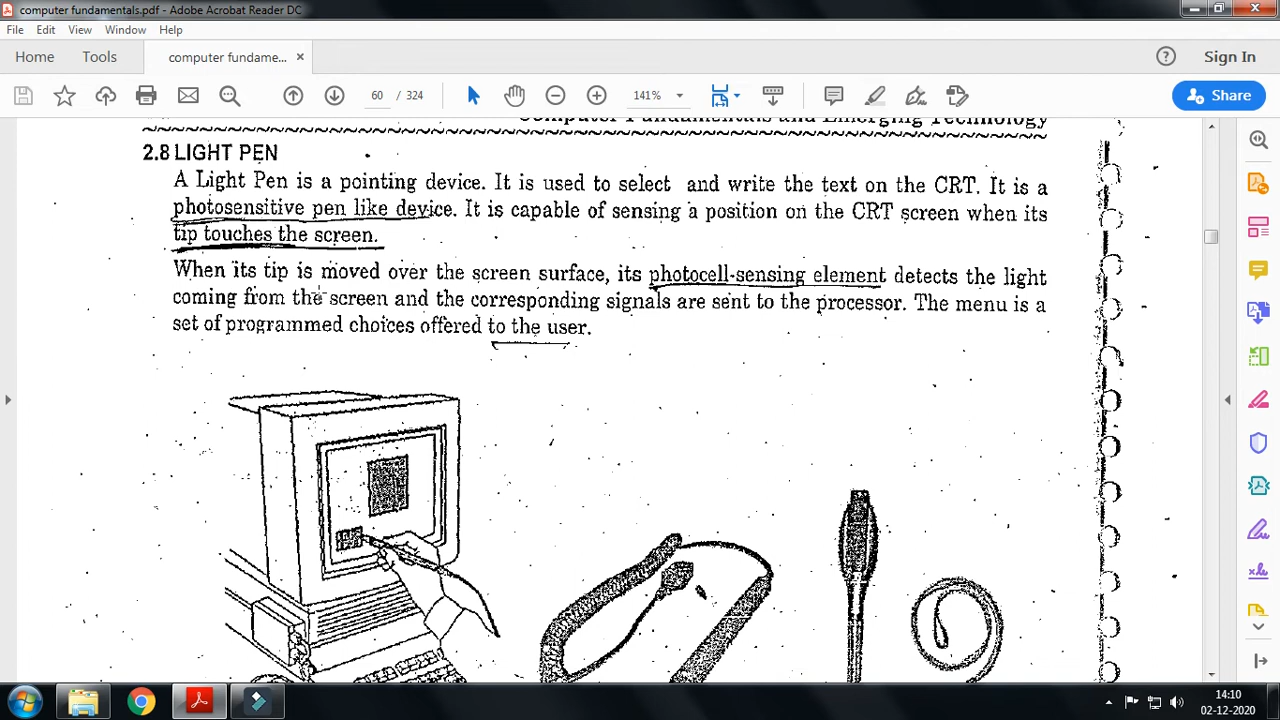 computer fundamentals.pdf - Adobe Acrobat Reader DC
File Edit View Window Help
Home Tools computer fundame... ×
Sign In
60 / 324
141%
Share
Computer Fundamentals and Emerging Technology
2.8 LIGHT PEN
A Light Pen is a pointing device. It is used to select and write the text on the CRT. It is a
photosensitive pen like device. It is capable of sensing a position on the CRT screen when its
tip touches the screen.
When its tip is moved over the screen surface, its photocell-sensing element detects the light
coming from the screen and the corresponding signals are sent to the processor. The menu is a
set of programmed choices offered to the user.
14:10
02-12-2020